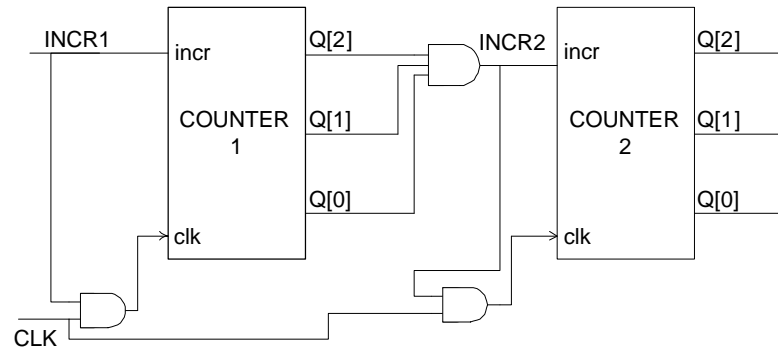 INCR1
incr
COUNTER
1
clk
Q[2]
Q[1]
Q[0]
INCR2
incr
COUNTER
2
clk
Q[2]
Q[1]
Q[0]
CLK